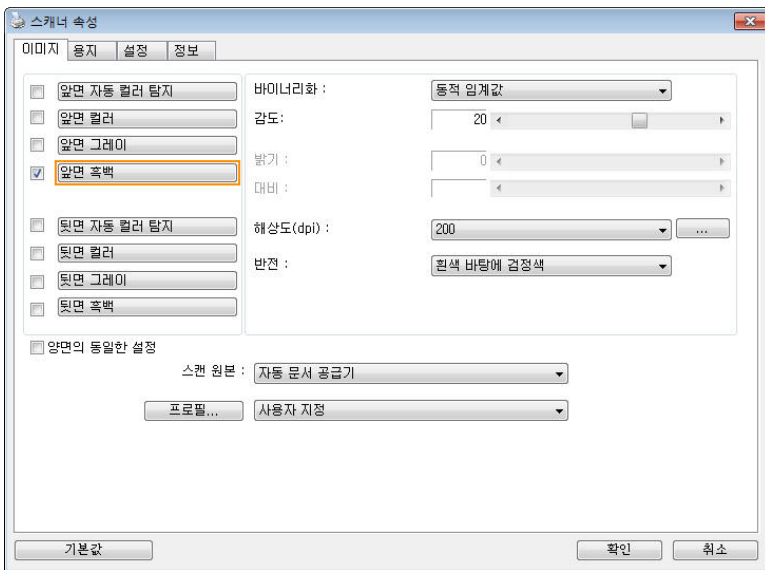 스캐너 속성
이미지 용지 설정 정보
앞면 자동 컬러 탐지
앞면 컬러
앞면 그레이
앞면 흑백
뒷면 자동 컬러 탐지
뒷면 컬러
뒷면 그레이
뒷면 흑백
바이너리화 : 동적 임계값
감도: 20
밝기 : 0
대비 :
해상도(dpi) : 200 ...
반전 : 흰색 바탕에 검정색
양면의 동일한 설정
스캔 원본 : 자동 문서 공급기
프로필... 사용자 지정
기본값 확인 취소